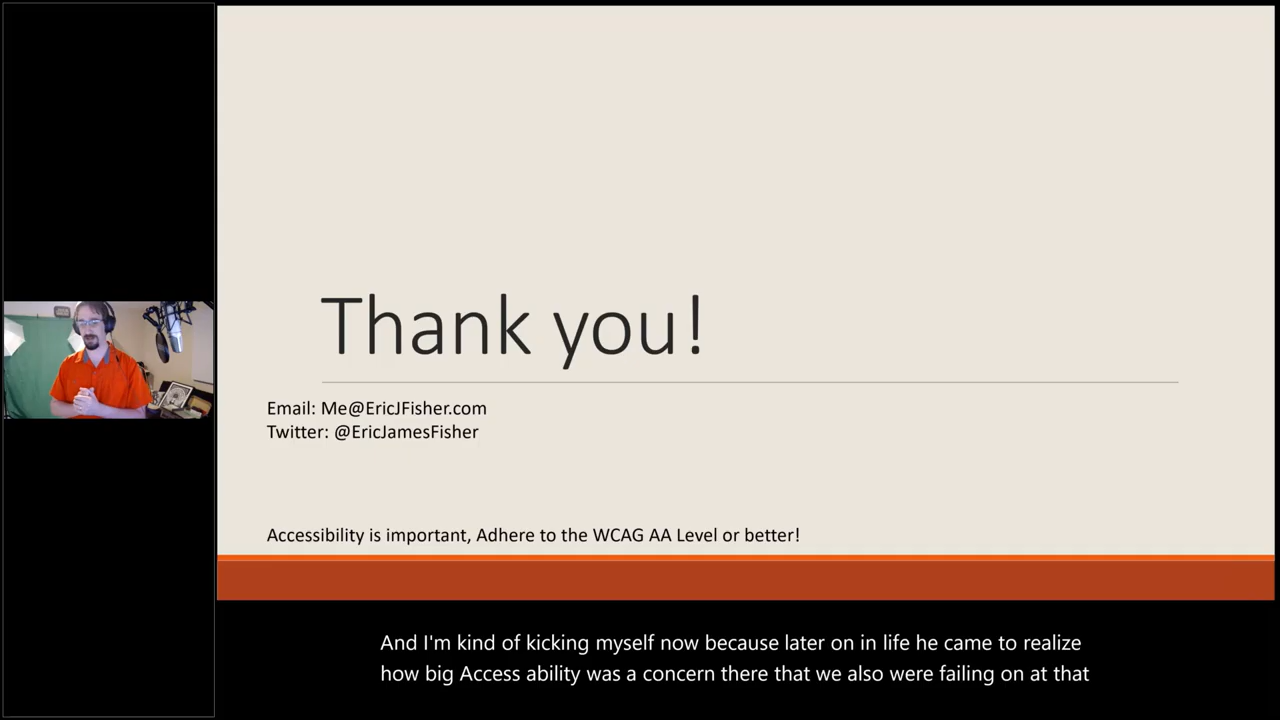 Thank you!
Email: Me@EricJFisher.com
Twitter: @EricJamesFisher
Accessibility is important, Adhere to the WCAG AA Level or better!
And I'm kind of kicking myself now because later on in life he came to realize
how big Access ability was a concern there that we also were failing on at that